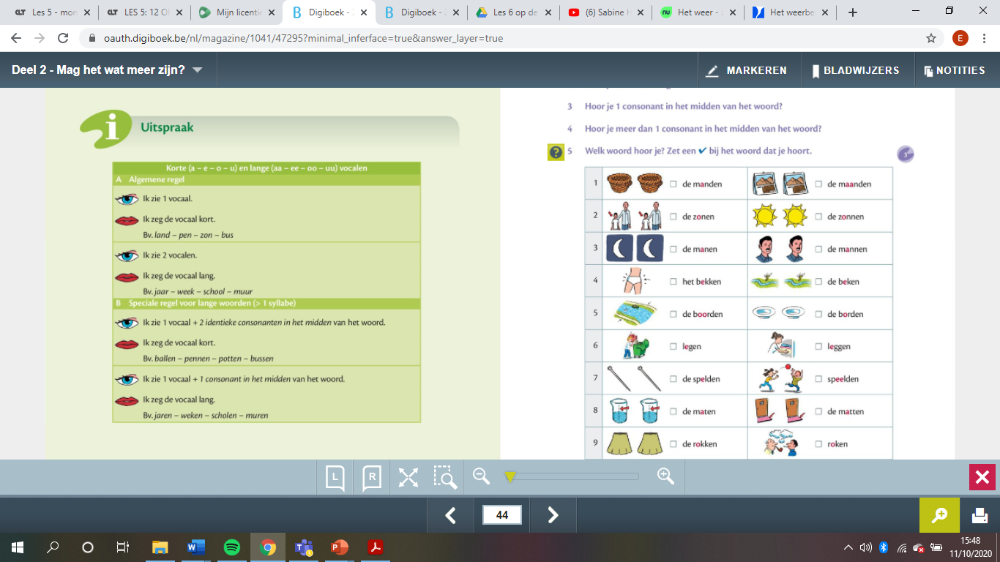 Les 5 - mor
LES 5: 12 O
Mijn licentie
Digiboek -
Digiboek -
Les 6 op de
(6) Sabine H
Het weer -
Het weerbe
oauth.digiboek.be/nl/magazine/1041/47295?minimal_inferface=true&answer_layer=true
E
Deel 2 - Mag het wat meer zijn?
MARKEREN
BLADWIJZERS
NOTITIES
i
Uitspraak
Korte (a – e – o – u) en lange (aa – ee – oo – uu) vocalen
A Algemene regel
Ik zie 1 vocaal.
Ik zeg de vocaal kort.
Bv. land – pen – zon – bus
Ik zie 2 vocalen.
Ik zeg de vocaal lang.
Bv. jaar – week – school – muur
B Speciale regel voor lange woorden (> 1 syllabe)
Ik zie 1 vocaal + 2 identieke consonanten in het midden van het woord.
Ik zeg de vocaal kort.
Bv. ballen – pennen – potten – bussen
Ik zie 1 vocaal + 1 consonant in het midden van het woord.
Ik zeg de vocaal lang.
Bv. jaren – weken – scholen – muren
3 Hoor je 1 consonant in het midden van het woord?
4 Hoor je meer dan 1 consonant in het midden van het woord?
? 5 Welk woord hoor je? Zet een ✔ bij het woord dat je hoort.
3
1 de manden de maanden
2 de zonen de zonnen
3 de manen de mannen
4 het bekken de beken
5 de boorden de borden
6 legen leggen
7 de spelden speelden
8 de maten de matten
9 de rokken roken
L
R
44
15:48
11/10/2020